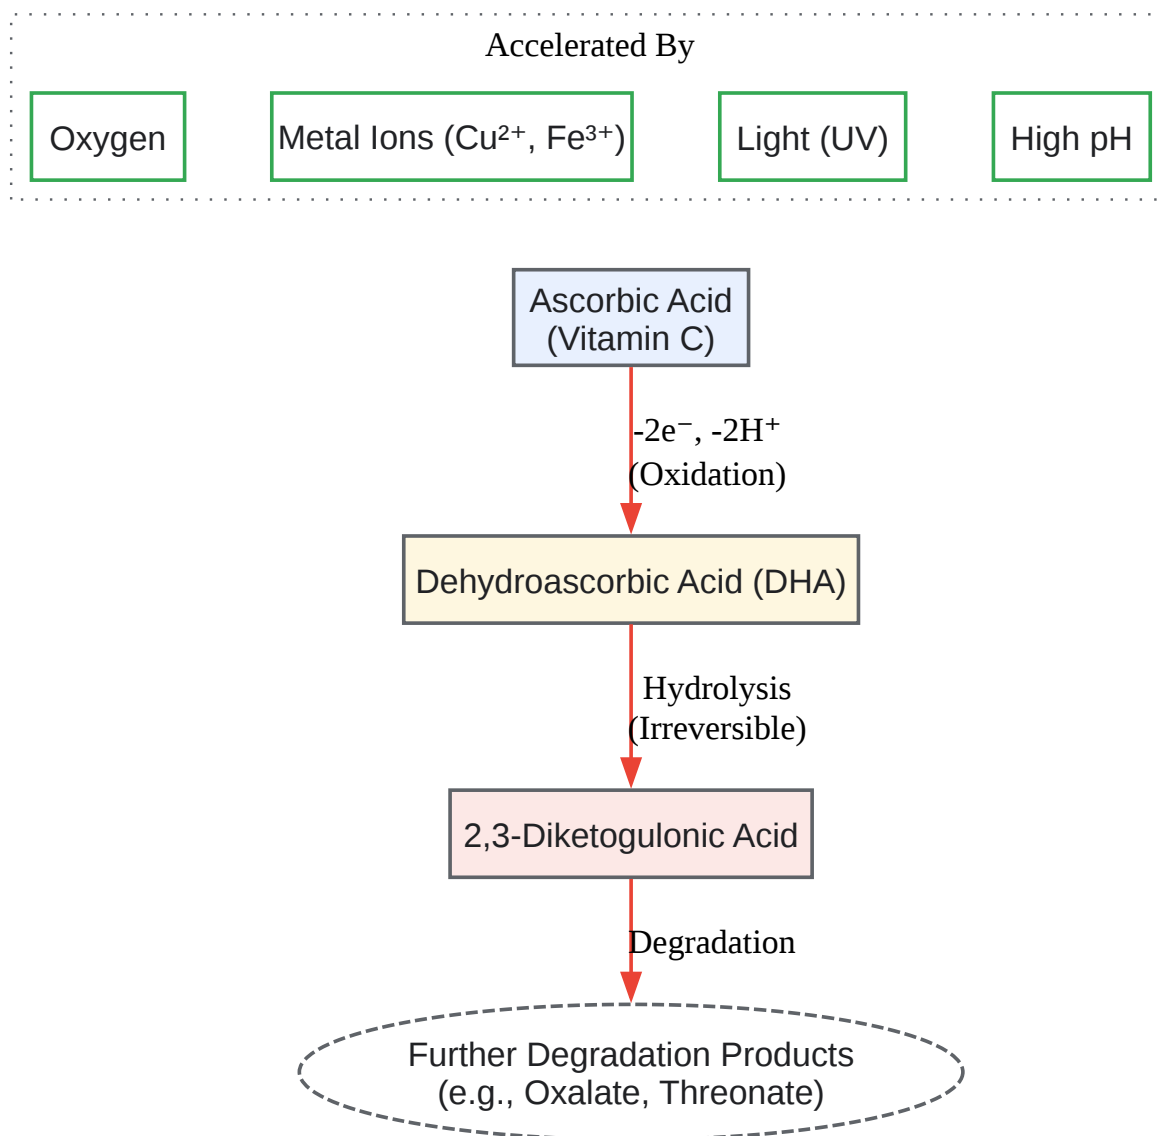 Accelerated By
Oxygen
Metal Ions (Cu²⁺, Fe³⁺)
Light (UV)
High pH
Ascorbic Acid
(Vitamin C)
-2e⁻, -2H⁺
(Oxidation)
Dehydroascorbic Acid (DHA)
Hydrolysis
(Irreversible)
2,3-Diketogulonic Acid
Degradation
Further Degradation Products
(e.g., Oxalate, Threonate)